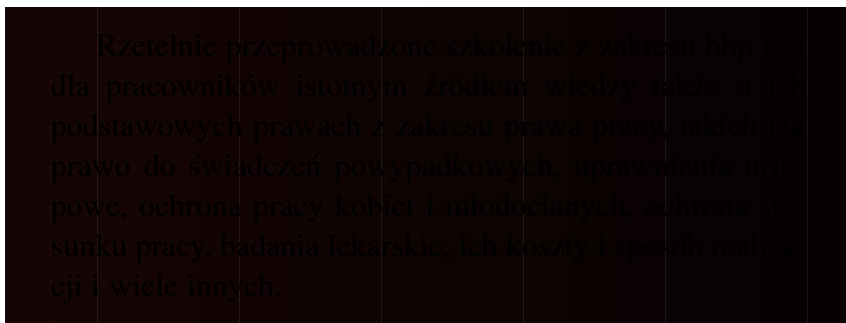 Rzetelnie przeprowadzone szkolenie z zakresu bhp jest
dla pracowników istotnym źródłem wiedzy także o ich
podstawowych prawach z zakresu prawa pracy, takich jak
prawo do świadczeń powypadkowych, uprawnienia urlo-
powe, ochrona pracy kobiet i młodocianych, ochrona sto-
sunku pracy, badania lekarskie, ich koszty i sposób realiza-
cji i wiele innych.